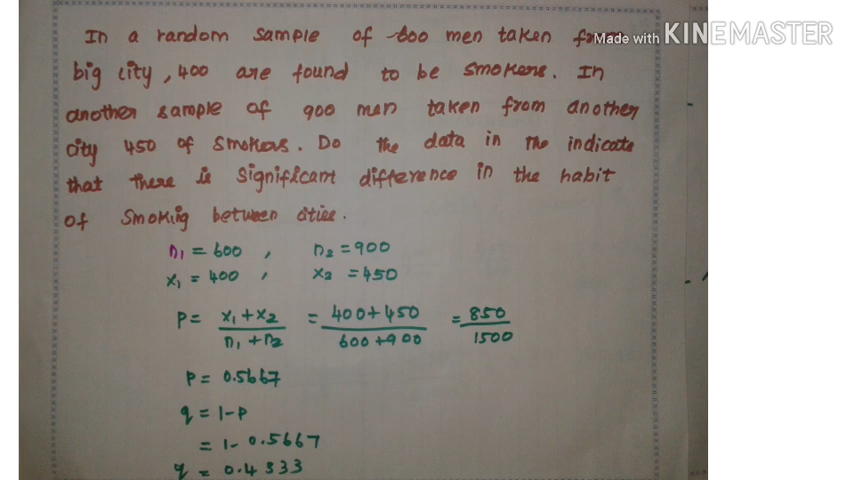 In a random sample of 600 men taken
Made with KINEMASTER
big city, 400 are found to be smokers. In
another sample of 900 men taken from another
city 450 of smokers. Do the data in the indicate
that there is significant difference in the habit
of smoking between cities.
n₁ = 600 , n₂ = 900
x₁ = 400 , x₂ = 450
P = x₁ + x₂ / n₁ + n₂ = 400 + 450 / 600 + 900 = 850 / 1500
P = 0.5667
q = 1 - P
= 1 - 0.5667
q = 0.4333